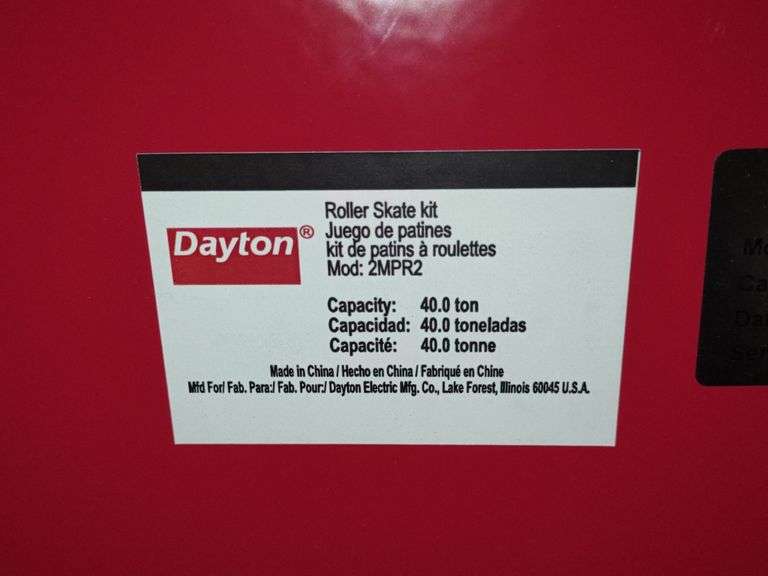 Dayton®
Roller Skate kit
Juego de patines
kit de patins à roulettes
Mod: 2MPR2
Capacity: 40.0 ton
Capacidad: 40.0 toneladas
Capacité: 40.0 tonne
Made in China / Hecho en China / Fabriqué en Chine
Mfd For/ Fab. Para:/ Fab. Pour:/ Dayton Electric Mfg. Co., Lake Forest, Illinois 60045 U.S.A.